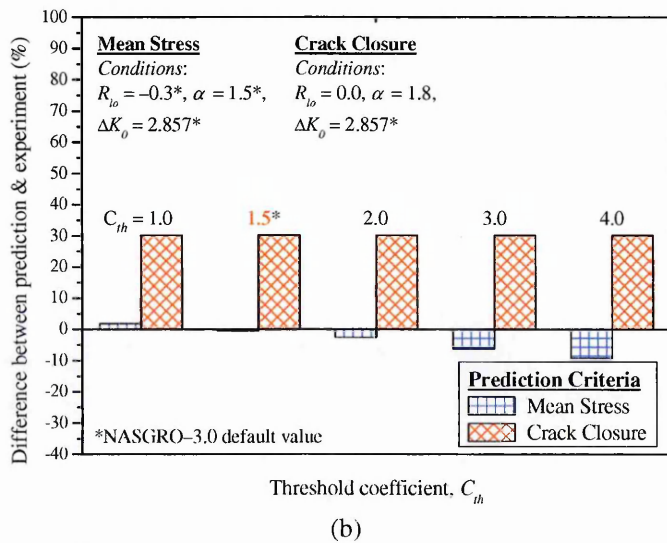 Difference between prediction & experiment (%)
100
90
80
70
60
50
40
30
20
10
0
-10
-20
-30
-40
Mean Stress
Conditions:
R_lo = –0.3*, α = 1.5*,
ΔK_0 = 2.857*
Crack Closure
Conditions:
R_lo = 0.0, α = 1.8,
ΔK_0 = 2.857*
C_th = 1.0
1.5*
2.0
3.0
4.0
Prediction Criteria
Mean Stress
Crack Closure
*NASGRO–3.0 default value
Threshold coefficient, C_th
(b)